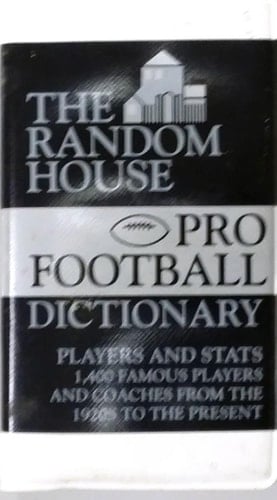 THE
RANDOM
HOUSE
PRO
FOOTBALL
DICTIONARY
PLAYERS AND STATS
1,400 FAMOUS PLAYERS
AND COACHES FROM THE
1920S TO THE PRESENT